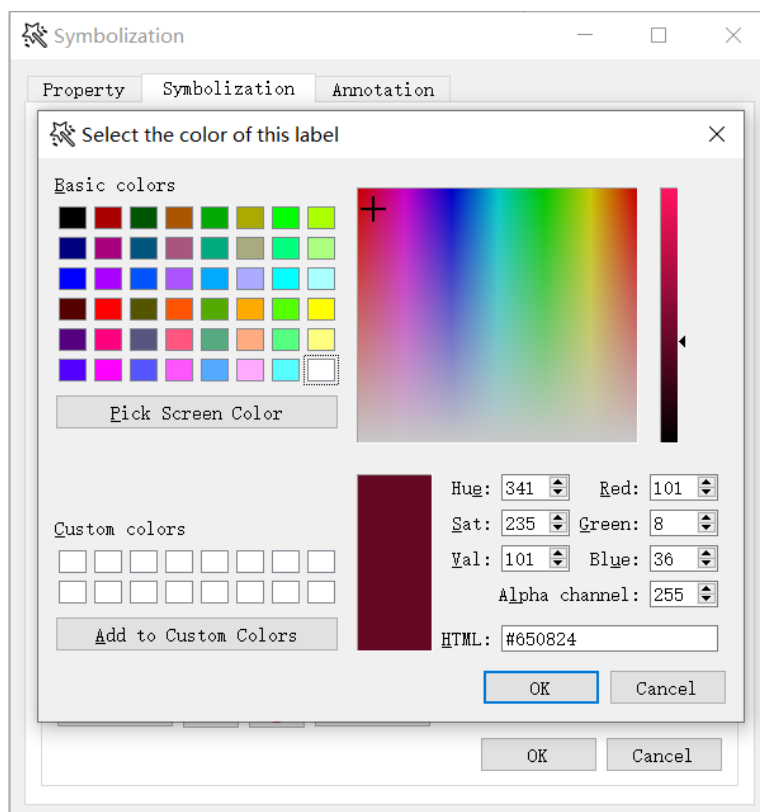 Symbolization
Property Symbolization Annotation
Select the color of this label
Basic colors
Pick Screen Color
Hue: 341 Red: 101
Sat: 235 Green: 8
Val: 101 Blue: 36
Alpha channel: 255
HTML: #650824
Custom colors
Add to Custom Colors
OK Cancel
OK Cancel